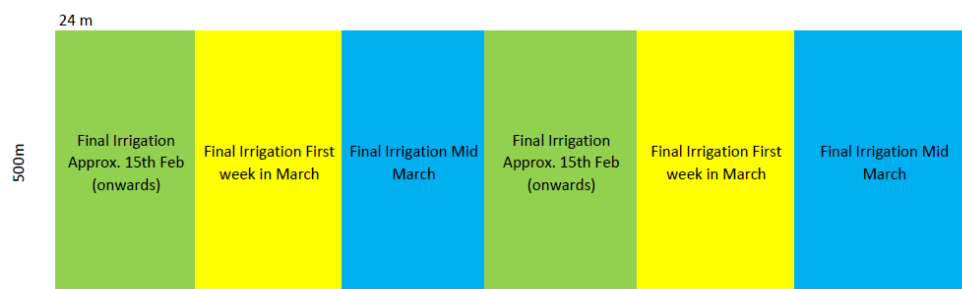 24 m
500m
Final Irrigation
Approx. 15th Feb
(onwards)
Final Irrigation First
week in March
Final Irrigation Mid
March
Final Irrigation
Approx. 15th Feb
(onwards)
Final Irrigation First
week in March
Final Irrigation Mid
March